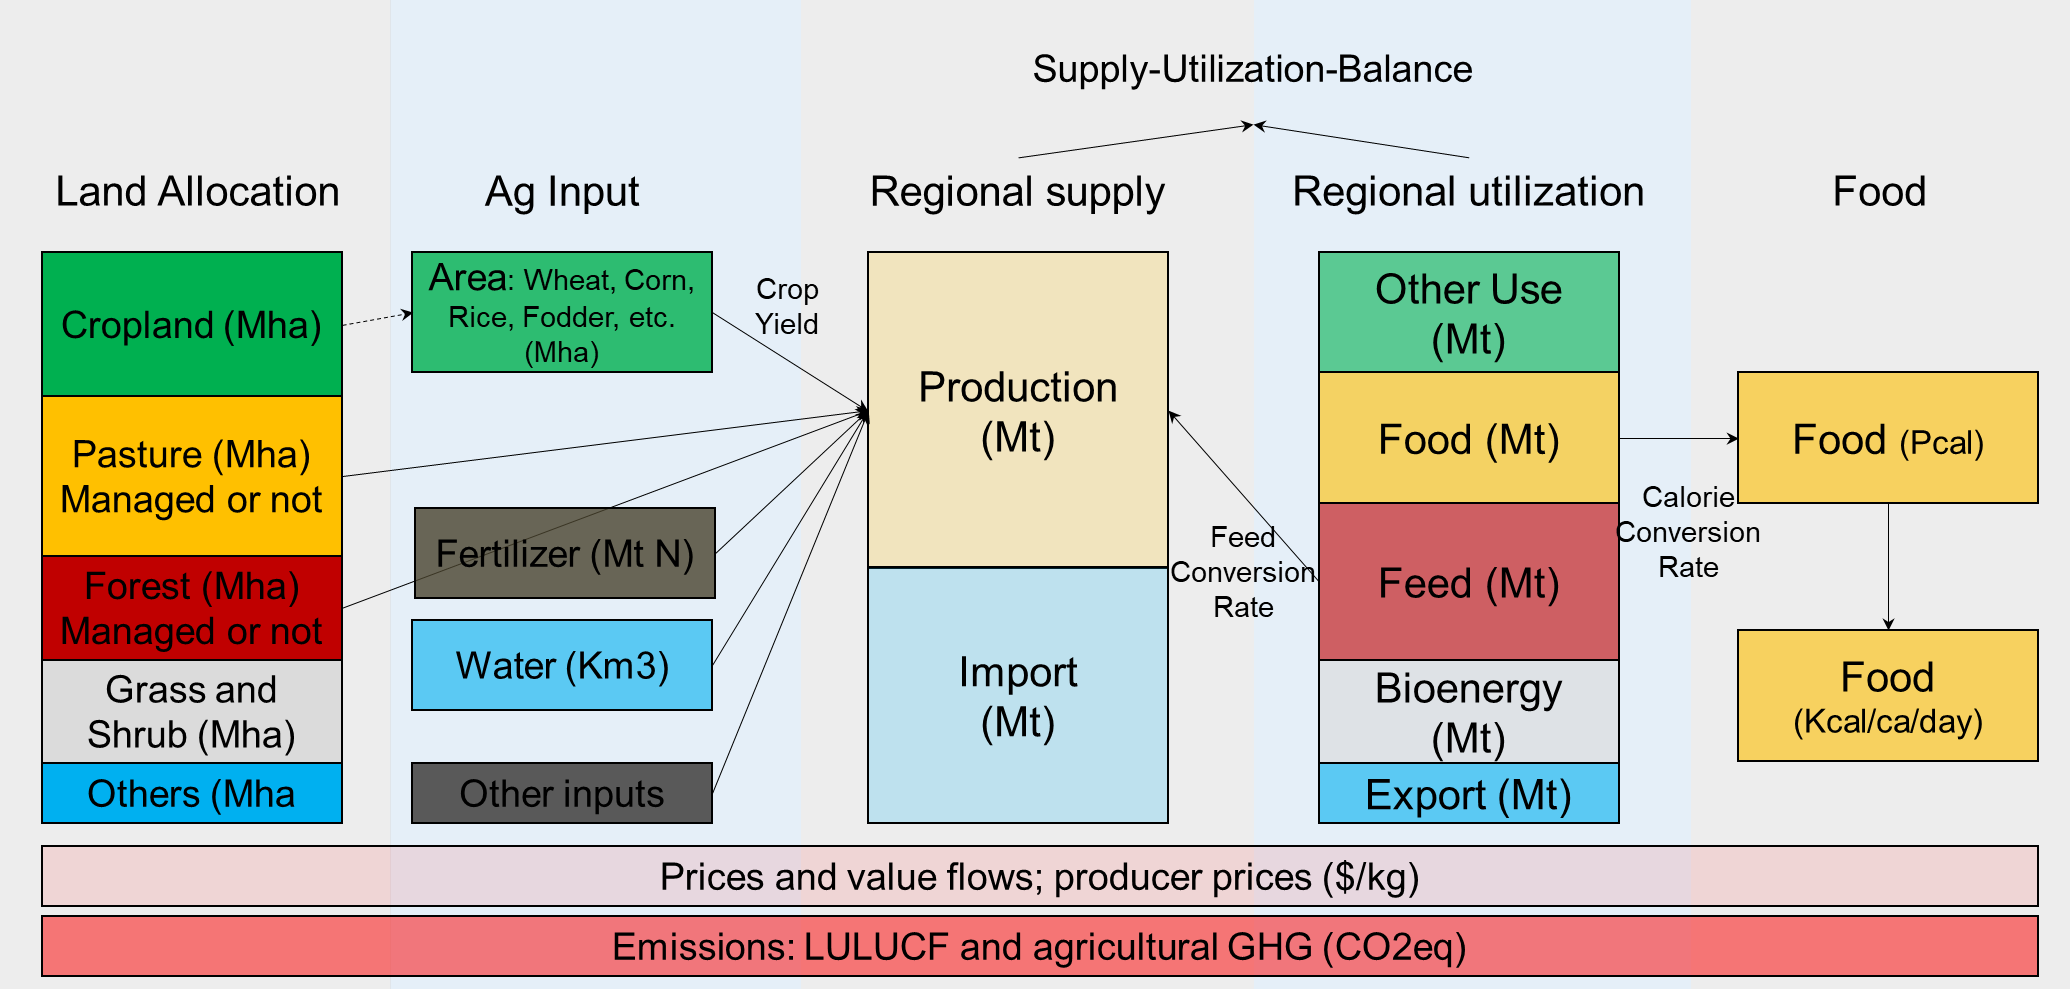 Supply-Utilization-Balance
Land Allocation
Ag Input
Regional supply
Regional utilization
Food
Cropland (Mha)
Pasture (Mha)
Managed or not
Forest (Mha)
Managed or not
Grass and
Shrub (Mha)
Others (Mha
Area: Wheat, Corn,
Rice, Fodder, etc.
(Mha)
Fertilizer (Mt N)
Water (Km3)
Other inputs
Crop
Yield
Production
(Mt)
Import
(Mt)
Feed
Conversion
Rate
Other Use
(Mt)
Food (Mt)
Feed (Mt)
Bioenergy
(Mt)
Export (Mt)
Calorie
Conversion
Rate
Food (Pcal)
Food
(Kcal/ca/day)
Prices and value flows; producer prices ($/kg)
Emissions: LULUCF and agricultural GHG (CO2eq)